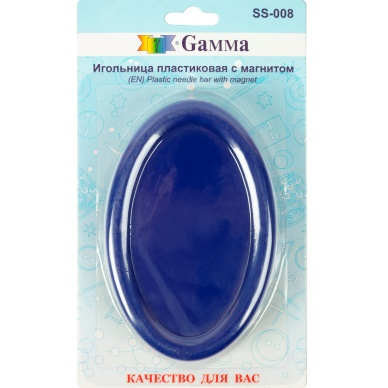 SS-008
Gamma
Игольница пластиковая с магнитом
(EN) Plastic needle bar with magnet
КАЧЕСТВО ДЛЯ ВАС